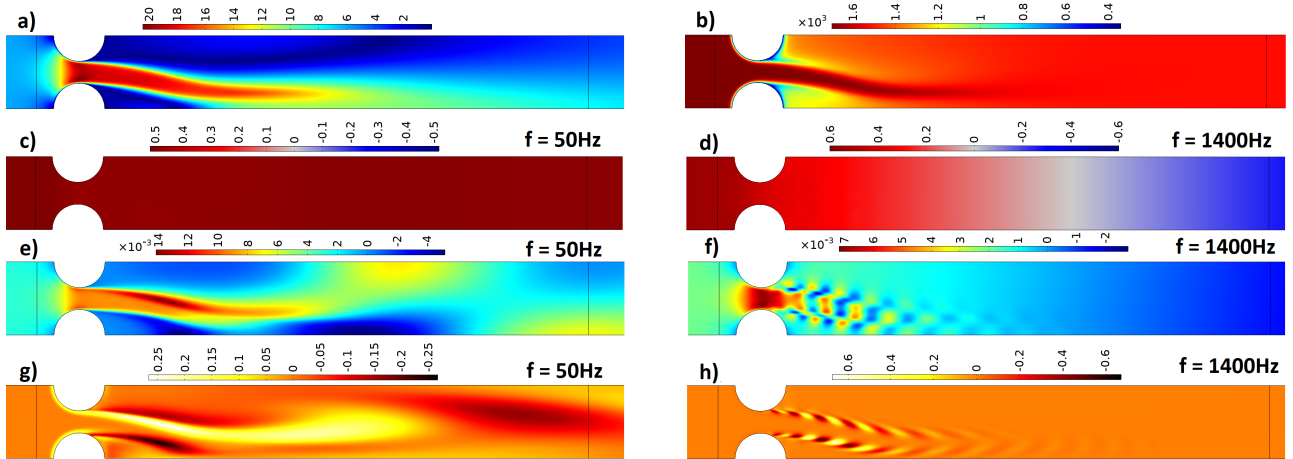 a) 20 18 16 14 12 10 8 6 4 2
b) ×10³ 1.6 1.4 1.2 1 0.8 0.6 0.4
c) 0.5 0.4 0.3 0.2 0.1 0 -0.1 -0.2 -0.3 -0.4 -0.5 f = 50Hz
d) 0.6 0.4 0.2 0 -0.2 -0.4 -0.6 f = 1400Hz
e) ×10⁻³ 14 12 10 8 6 4 2 0 -2 -4 f = 50Hz
f) ×10⁻³ 7 6 5 4 3 2 1 0 -1 -2 f = 1400Hz
g) 0.25 0.2 0.15 0.1 0.05 0 -0.05 -0.1 -0.15 -0.2 -0.25 f = 50Hz
h) 0.6 0.4 0.2 0 -0.2 -0.4 -0.6 f = 1400Hz